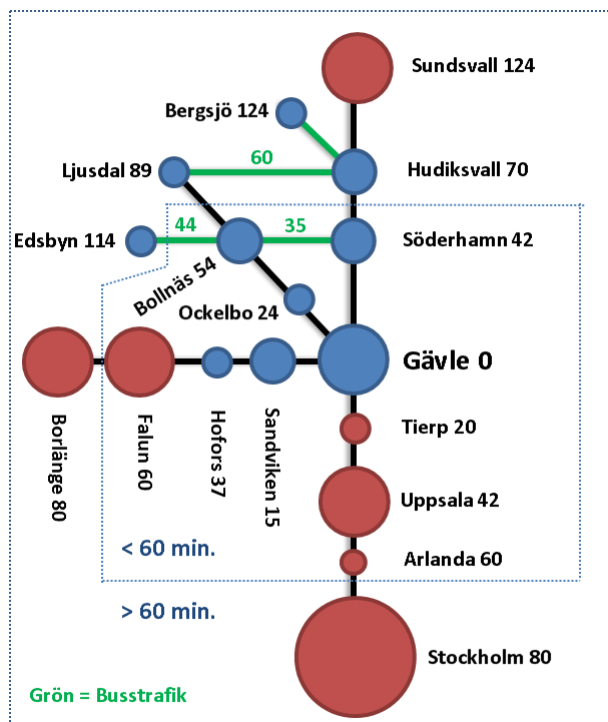 Sundsvall 124
Bergsjö 124
Ljusdal 89
60
Hudiksvall 70
Edsbyn 114
44
35
Söderhamn 42
Bollnäs 54
Ockelbo 24
Gävle 0
Borlänge 80
Falun 60
Hofors 37
Sandviken 15
Tierp 20
Uppsala 42
< 60 min.
Arlanda 60
> 60 min.
Stockholm 80
Grön = Busstrafik